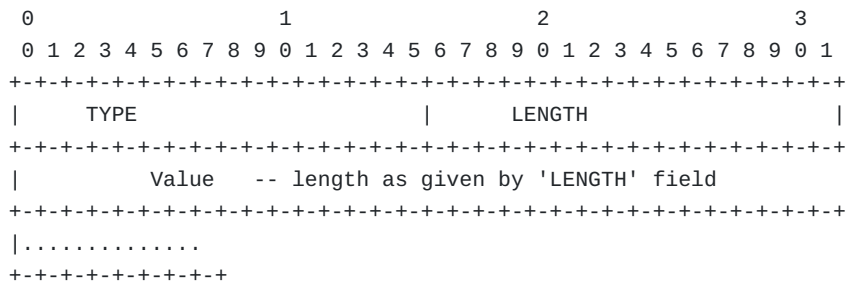 0                   1                   2                   3
 0 1 2 3 4 5 6 7 8 9 0 1 2 3 4 5 6 7 8 9 0 1 2 3 4 5 6 7 8 9 0 1
+-+-+-+-+-+-+-+-+-+-+-+-+-+-+-+-+-+-+-+-+-+-+-+-+-+-+-+-+-+-+-+-+
|     TYPE                      |      LENGTH                   |
+-+-+-+-+-+-+-+-+-+-+-+-+-+-+-+-+-+-+-+-+-+-+-+-+-+-+-+-+-+-+-+-+
|          Value   -- length as given by 'LENGTH' field
+-+-+-+-+-+-+-+-+-+-+-+-+-+-+-+-+-+-+-+-+-+-+-+-+-+-+-+-+-+-+-+-+
|..............
+-+-+-+-+-+-+-+-+